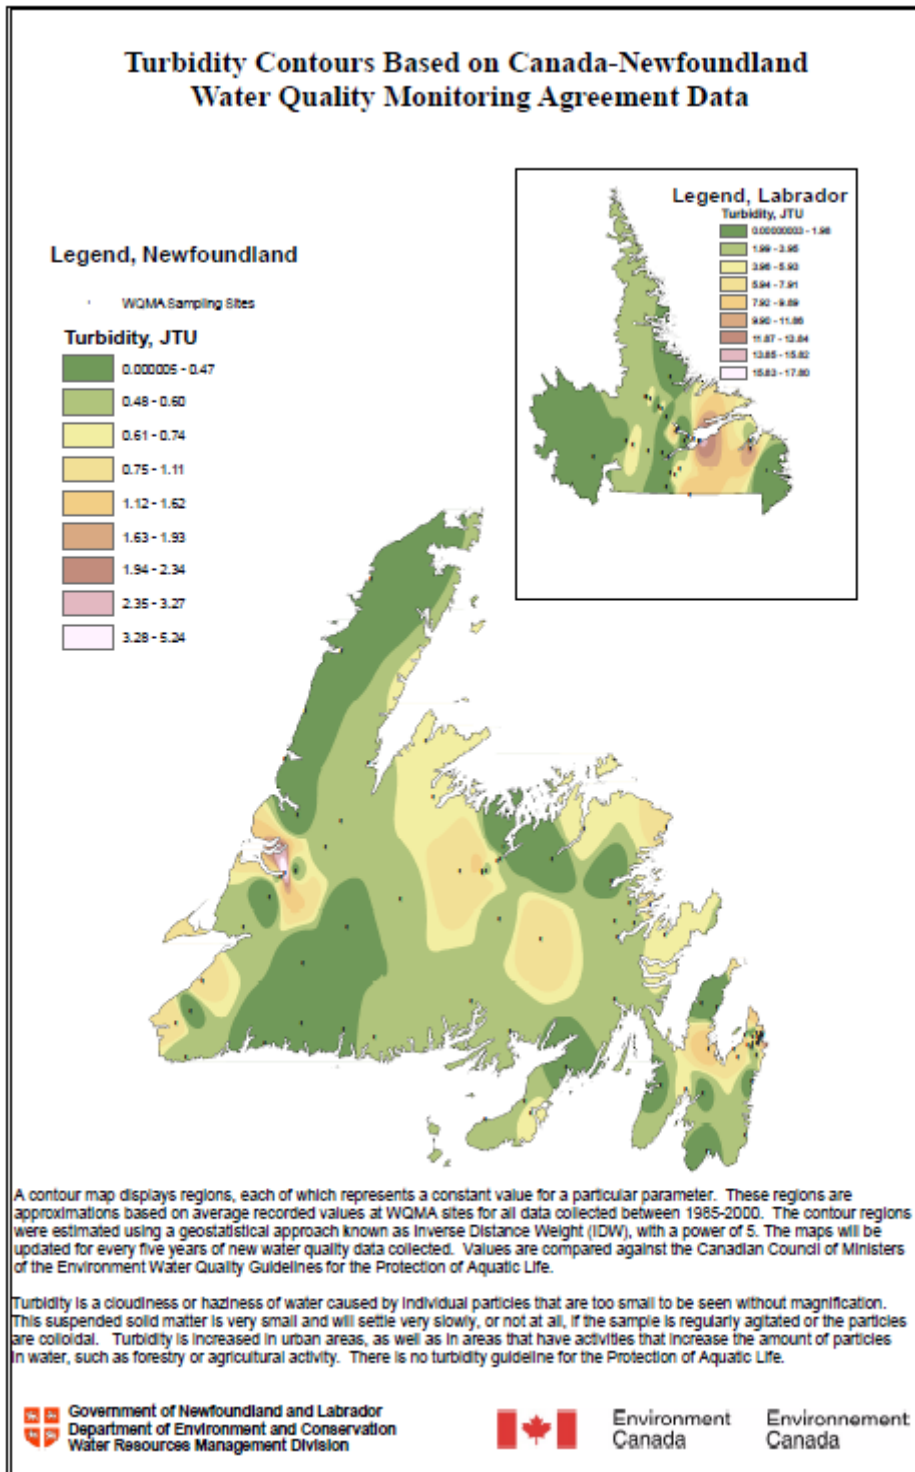 Turbidity Contours Based on Canada-Newfoundland
Water Quality Monitoring Agreement Data
Legend, Labrador
Turbidity, JTU
0.00000003 - 1.98
1.99 - 3.95
3.96 - 5.93
5.94 - 7.91
7.92 - 9.89
9.90 - 11.86
11.87 - 13.84
13.85 - 15.82
15.83 - 17.80
Legend, Newfoundland
WQMA Sampling Sites
Turbidity, JTU
0.000005 - 0.47
0.48 - 0.60
0.61 - 0.74
0.75 - 1.11
1.12 - 1.62
1.63 - 1.93
1.94 - 2.34
2.35 - 3.27
3.28 - 5.24
A contour map displays regions, each of which represents a constant value for a particular parameter. These regions are
approximations based on average recorded values at WQMA sites for all data collected between 1985-2000. The contour regions
were estimated using a geostatistical approach known as Inverse Distance Weight (IDW), with a power of 5. The maps will be
updated for every five years of new water quality data collected. Values are compared against the Canadian Council of Ministers
of the Environment Water Quality Guidelines for the Protection of Aquatic Life.
Turbidity is a cloudiness or haziness of water caused by individual particles that are too small to be seen without magnification.
This suspended solid matter is very small and will settle very slowly, or not at all, if the sample is regularly agitated or the particles
are colloidal. Turbidity is increased in urban areas, as well as in areas that have activities that increase the amount of particles
in water, such as forestry or agricultural activity. There is no turbidity guideline for the Protection of Aquatic Life.
Government of Newfoundland and Labrador
Department of Environment and Conservation
Water Resources Management Division
Environment
Canada
Environnement
Canada